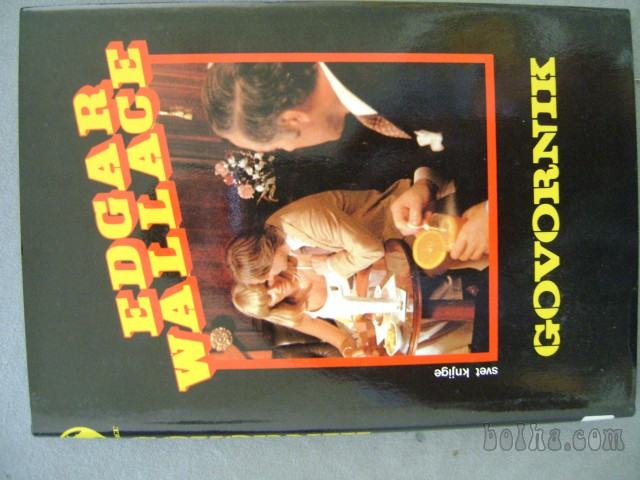 EDGAR
WALLACE
svet knjige
GOVORNIK
bolha.com